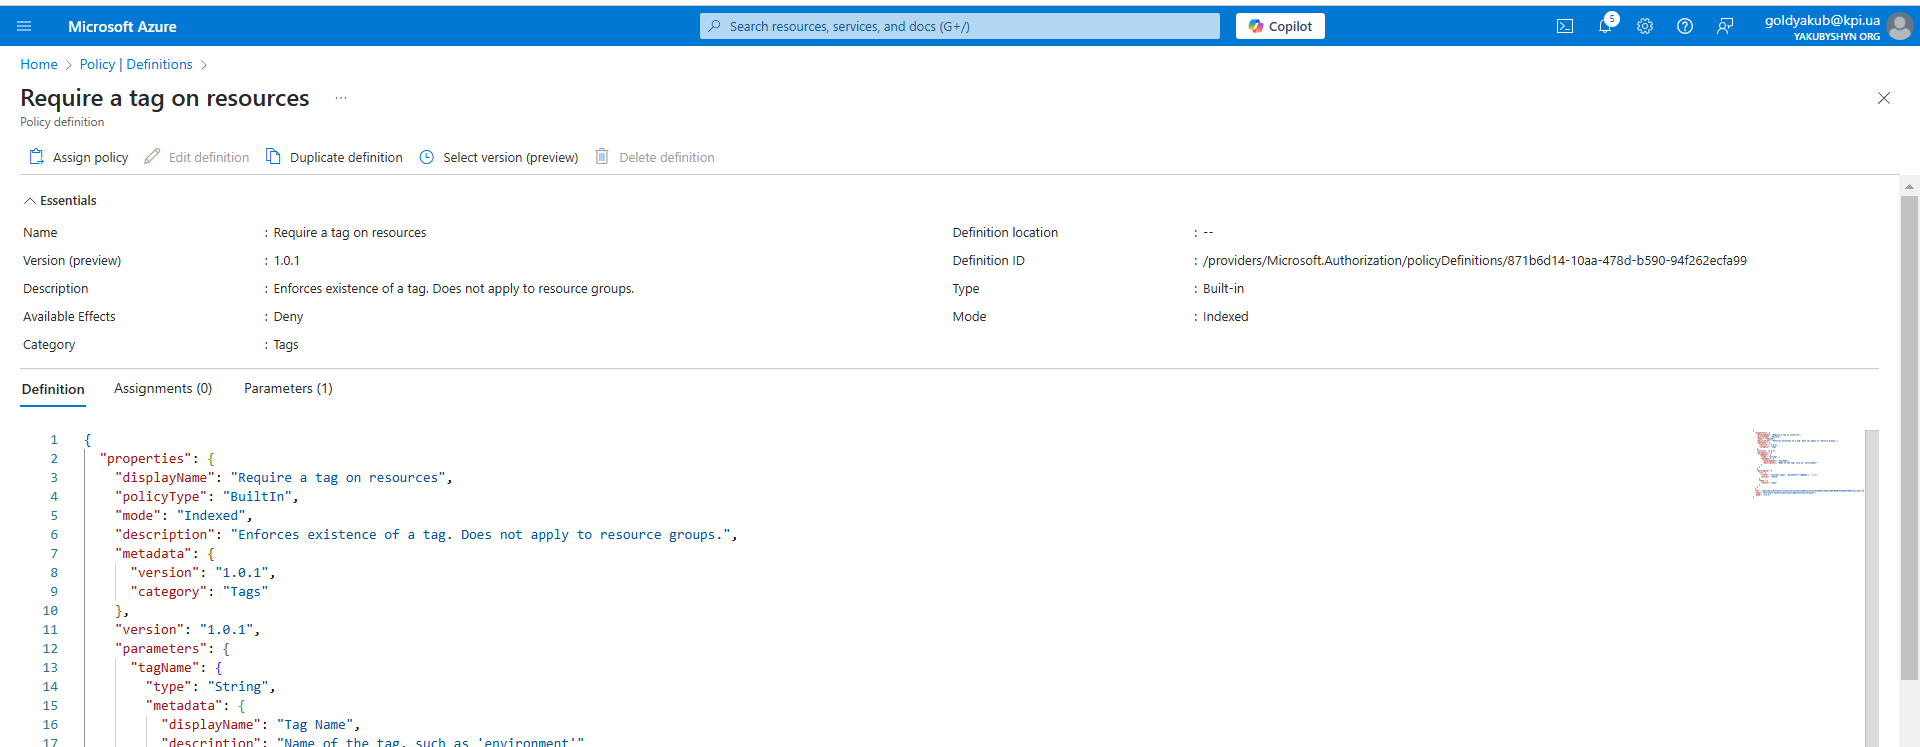 Microsoft Azure
Search resources, services, and docs (G+/)
Copilot
5
goldyakub@kpi.ua
YAKUBYSHYN ORG
Home > Policy | Definitions >
Require a tag on resources ...
Policy definition
Assign policy Edit definition Duplicate definition Select version (preview) Delete definition
Essentials
Name : Require a tag on resources Definition location : --
Version (preview) : 1.0.1 Definition ID : /providers/Microsoft.Authorization/policyDefinitions/871b6d14-10aa-478d-b590-94f262ecfa99
Description : Enforces existence of a tag. Does not apply to resource groups. Type : Built-in
Available Effects : Deny Mode : Indexed
Category : Tags
Definition Assignments (0) Parameters (1)
1 {
2 "properties": {
3 "displayName": "Require a tag on resources",
4 "policyType": "BuiltIn",
5 "mode": "Indexed",
6 "description": "Enforces existence of a tag. Does not apply to resource groups.",
7 "metadata": {
8 "version": "1.0.1",
9 "category": "Tags"
10 },
11 "version": "1.0.1",
12 "parameters": {
13 "tagName": {
14 "type": "String",
15 "metadata": {
16 "displayName": "Tag Name",
17 "description": "Name of the tag, such as 'environment'"